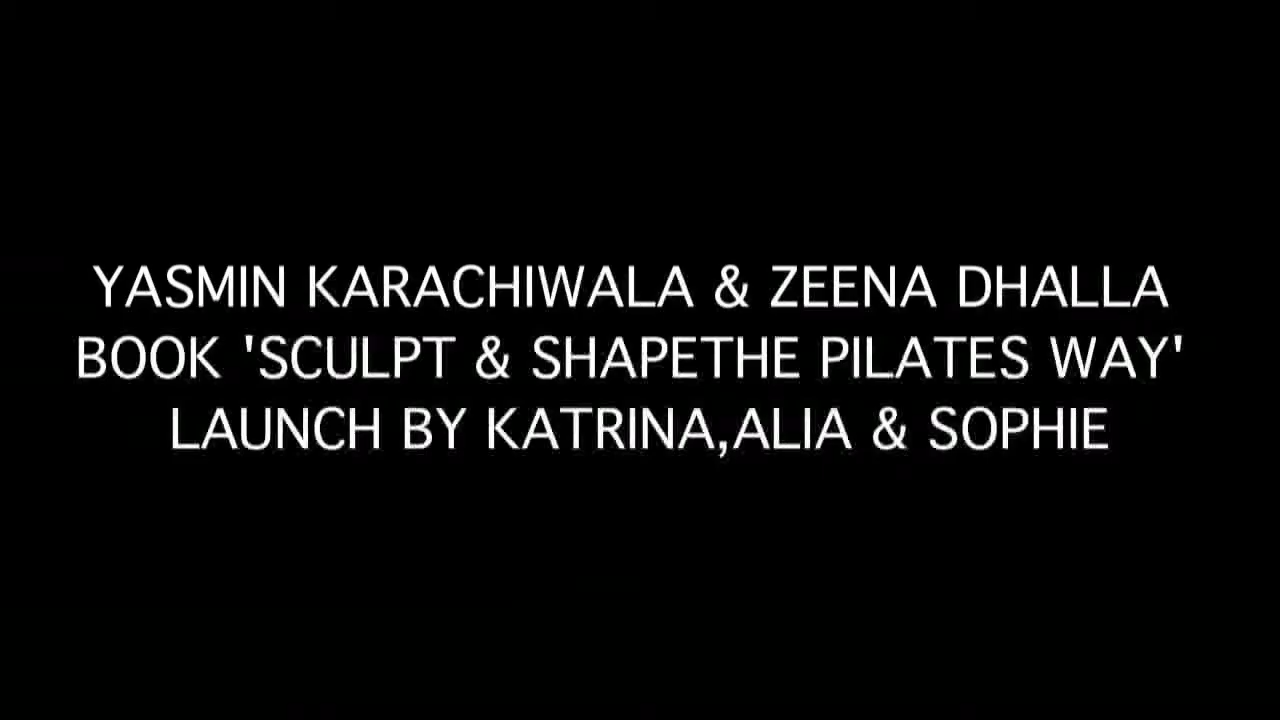 YASMIN KARACHIWALA & ZEENA DHALLA
BOOK 'SCULPT & SHAPETHE PILATES WAY'
LAUNCH BY KATRINA,ALIA & SOPHIE